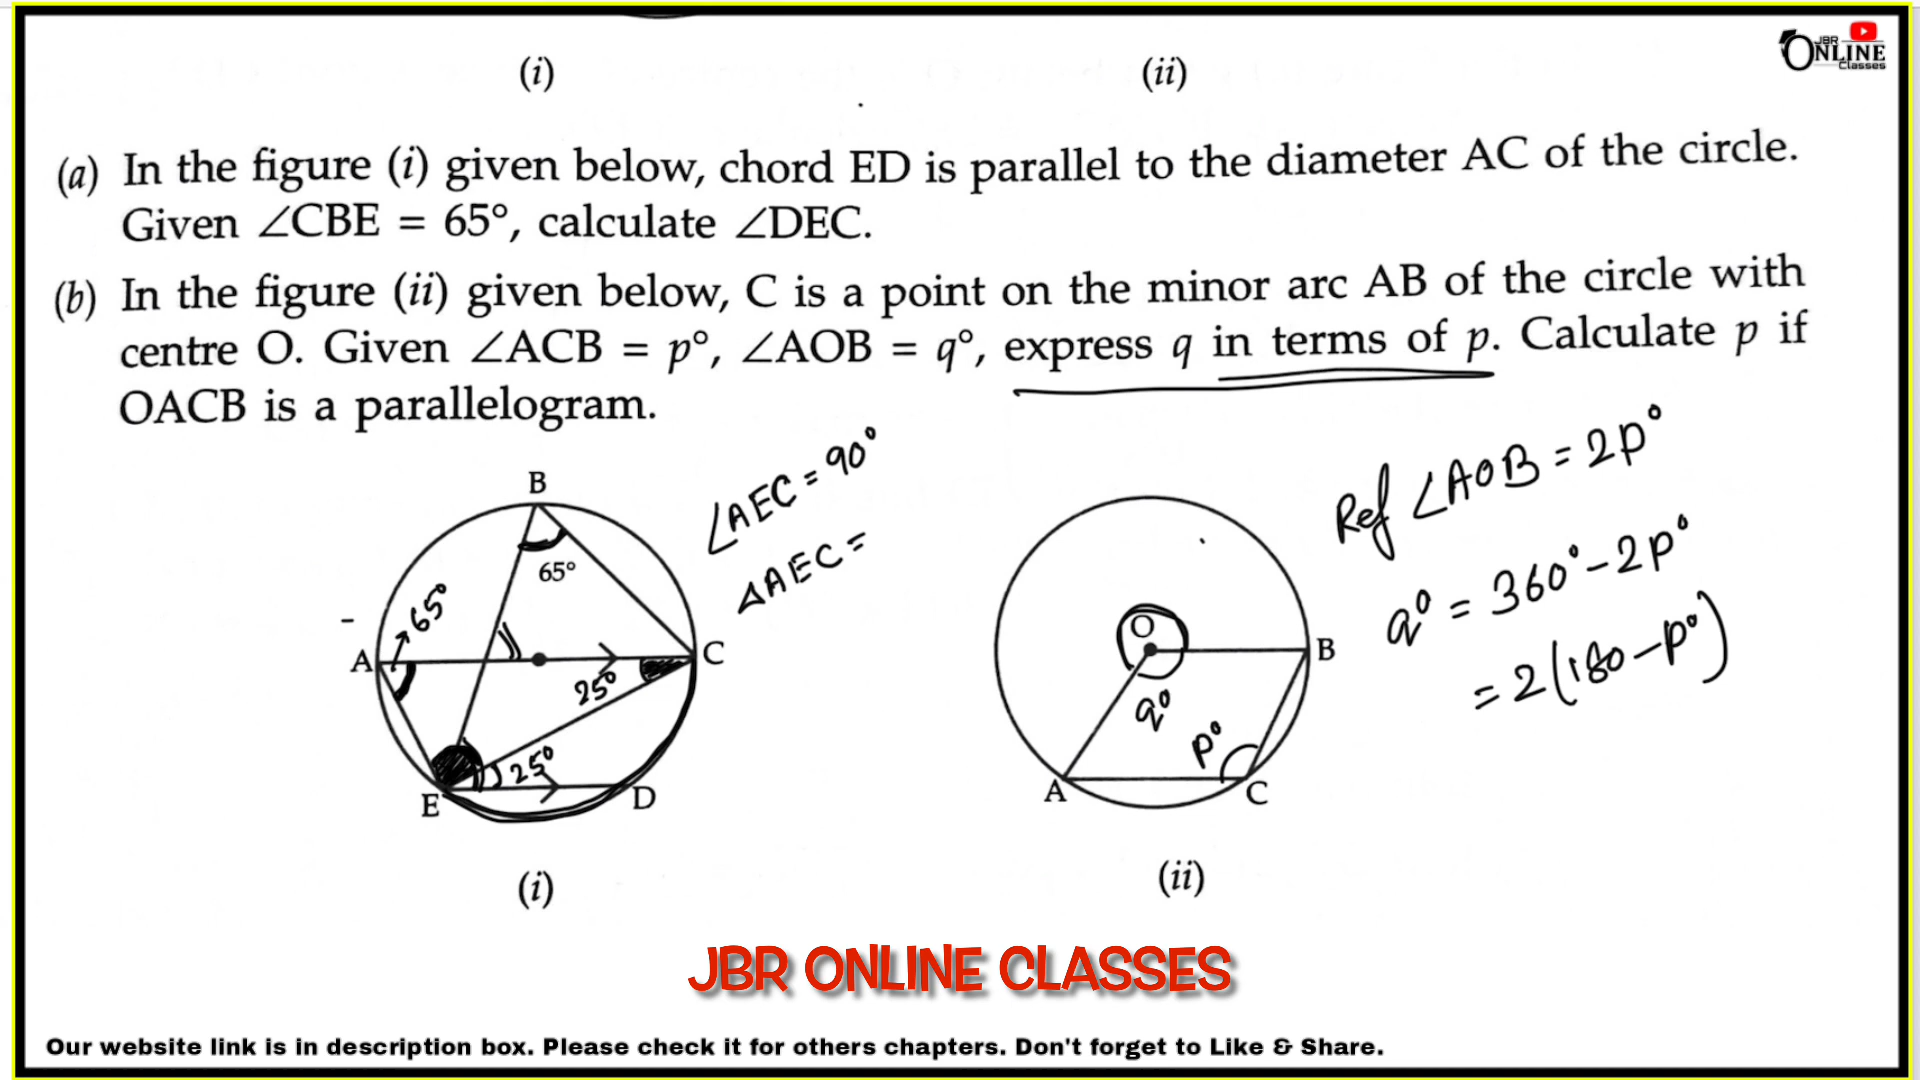 (i) (ii)
JBR
ONLINE
Classes
(a) In the figure (i) given below, chord ED is parallel to the diameter AC of the circle.
Given ∠CBE = 65°, calculate ∠DEC.
(b) In the figure (ii) given below, C is a point on the minor arc AB of the circle with
centre O. Given ∠ACB = p°, ∠AOB = q°, express q in terms of p. Calculate p if
OACB is a parallelogram.
B
65°
65°
A
C
25°
25°
E
D
∠AEC = 90°
△AEC =
(i)
O
B
q°
p°
A
C
(ii)
Ref ∠AOB = 2p°
q° = 360° - 2p°
= 2(180 - p°)
JBR ONLINE CLASSES
Our website link is in description box. Please check it for others chapters. Don't forget to Like & Share.